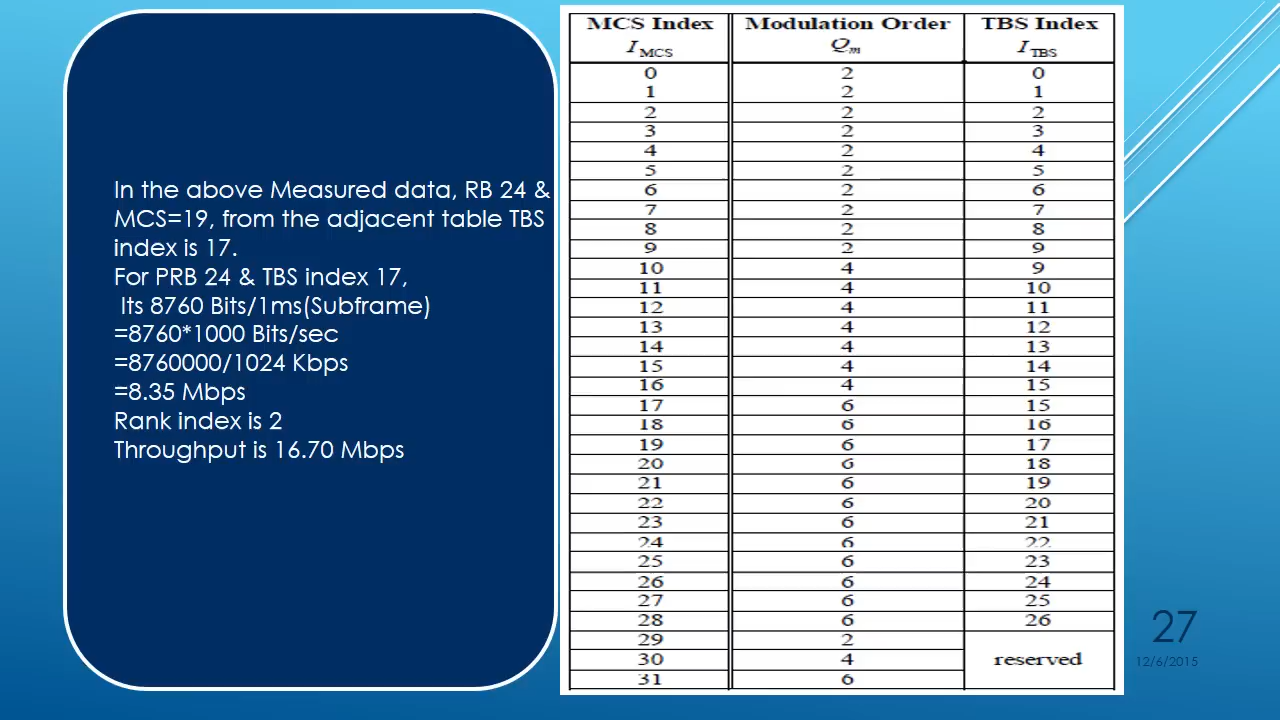 In the above Measured data, RB 24 &
MCS=19, from the adjacent table TBS
index is 17.
For PRB 24 & TBS index 17,
Its 8760 Bits/1ms(Subframe)
=8760*1000 Bits/sec
=8760000/1024 Kbps
=8.35 Mbps
Rank index is 2
Throughput is 16.70 Mbps
MCS Index Modulation Order TBS Index
I MCS Qm I TBS
0 2 0
1 2 1
2 2 2
3 2 3
4 2 4
5 2 5
6 2 6
7 2 7
8 2 8
9 2 9
10 4 9
11 4 10
12 4 11
13 4 12
14 4 13
15 4 14
16 4 15
17 6 15
18 6 16
19 6 17
20 6 18
21 6 19
22 6 20
23 6 21
24 6 22
25 6 23
26 6 24
27 6 25
28 6 26
29 2
30 4 reserved
31 6
27
12/6/2015